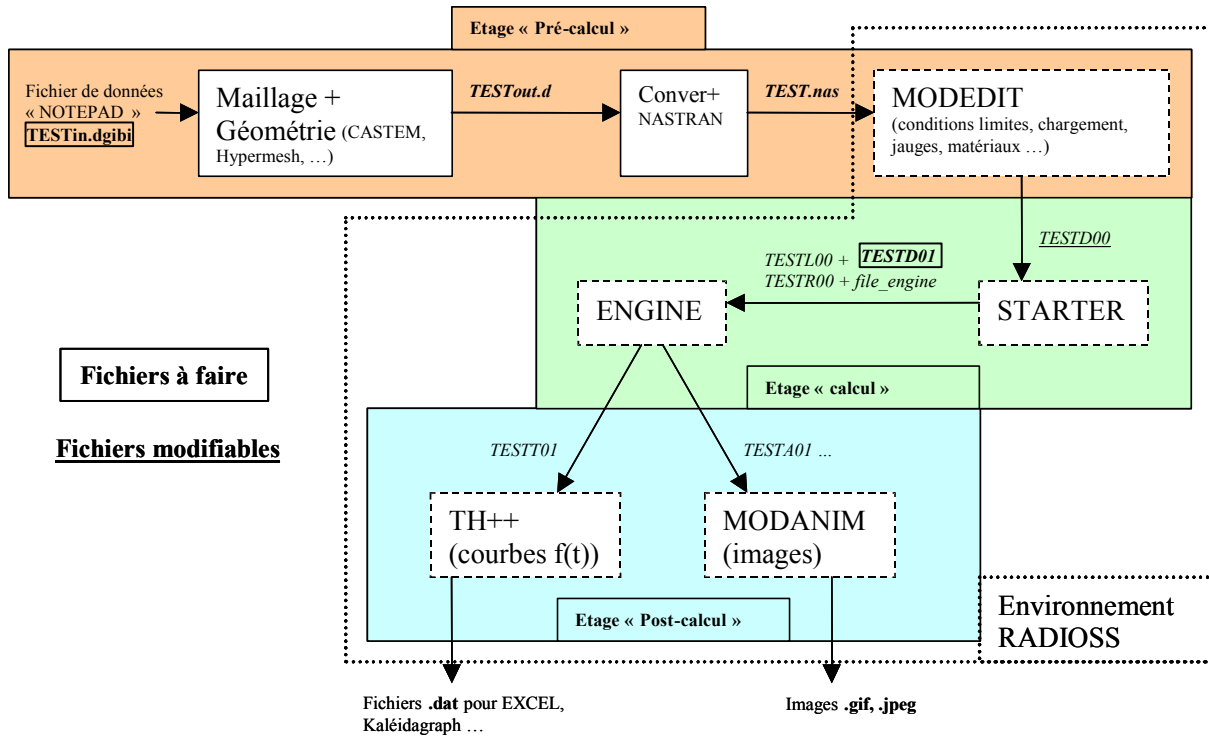 Etage « Pré-calcul »
Fichier de données
« NOTEPAD »
TESTin.dgibi
Maillage +
Géométrie (CASTEM,
Hypermesh, …)
TESTout.d
Conver+
NASTRAN
TEST.nas
MODEDIT
(conditions limites, chargement,
jauges, matériaux …)
TESTD00
TESTL00 + TESTD01
TESTR00 + file_engine
ENGINE
STARTER
Fichiers à faire
Etage « calcul »
Fichiers modifiables
TESTT01
TESTA01 ...
TH++
(courbes f(t))
MODANIM
(images)
Etage « Post-calcul »
Environnement
RADIOSS
Fichiers .dat pour EXCEL,
Kaléidagraph …
Images .gif, .jpeg